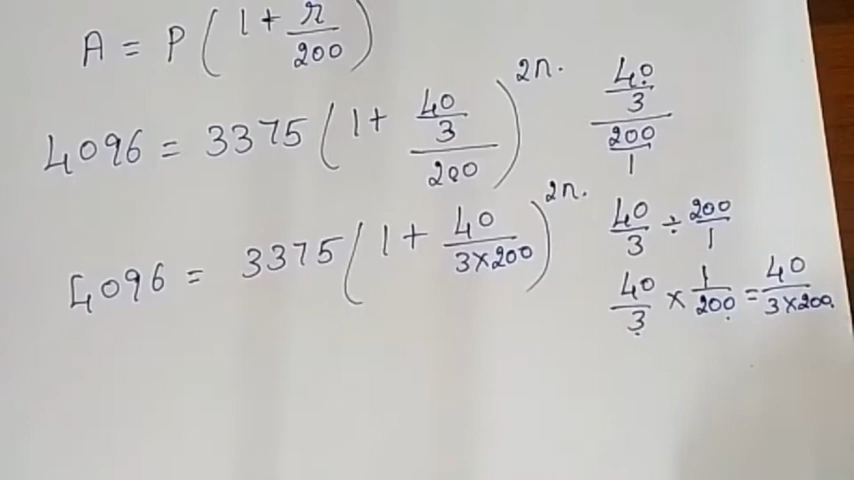 A = P (1 + r/200)
4096 = 3375 (1 + (40/3)/200)^2n.
(40/3)/(200/1)
4096 = 3375 (1 + 40/(3×200))^2n.
40/3 ÷ 200/1
40/3 × 1/200 = 40/(3×200)